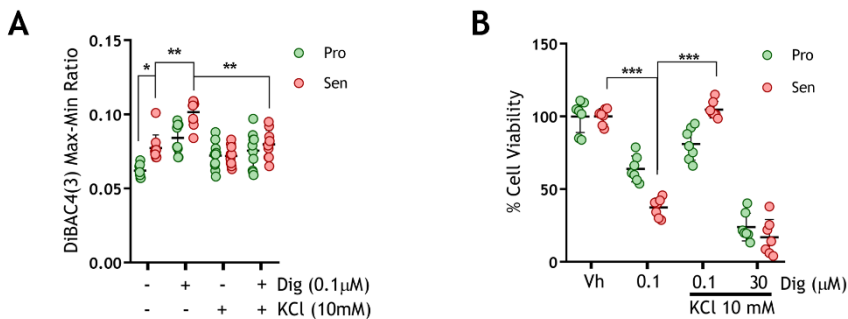 A
DiBAC4(3) Max-Min Ratio
0.15
0.10
0.05
0.00
* ** **
Pro
Sen
- + - + Dig (0.1µM)
- - + + KCl (10mM)
B
% Cell Viability
150
100
50
0
*** ***
Pro
Sen
Vh 0.1 0.1 30 Dig (µM)
KCl 10 mM